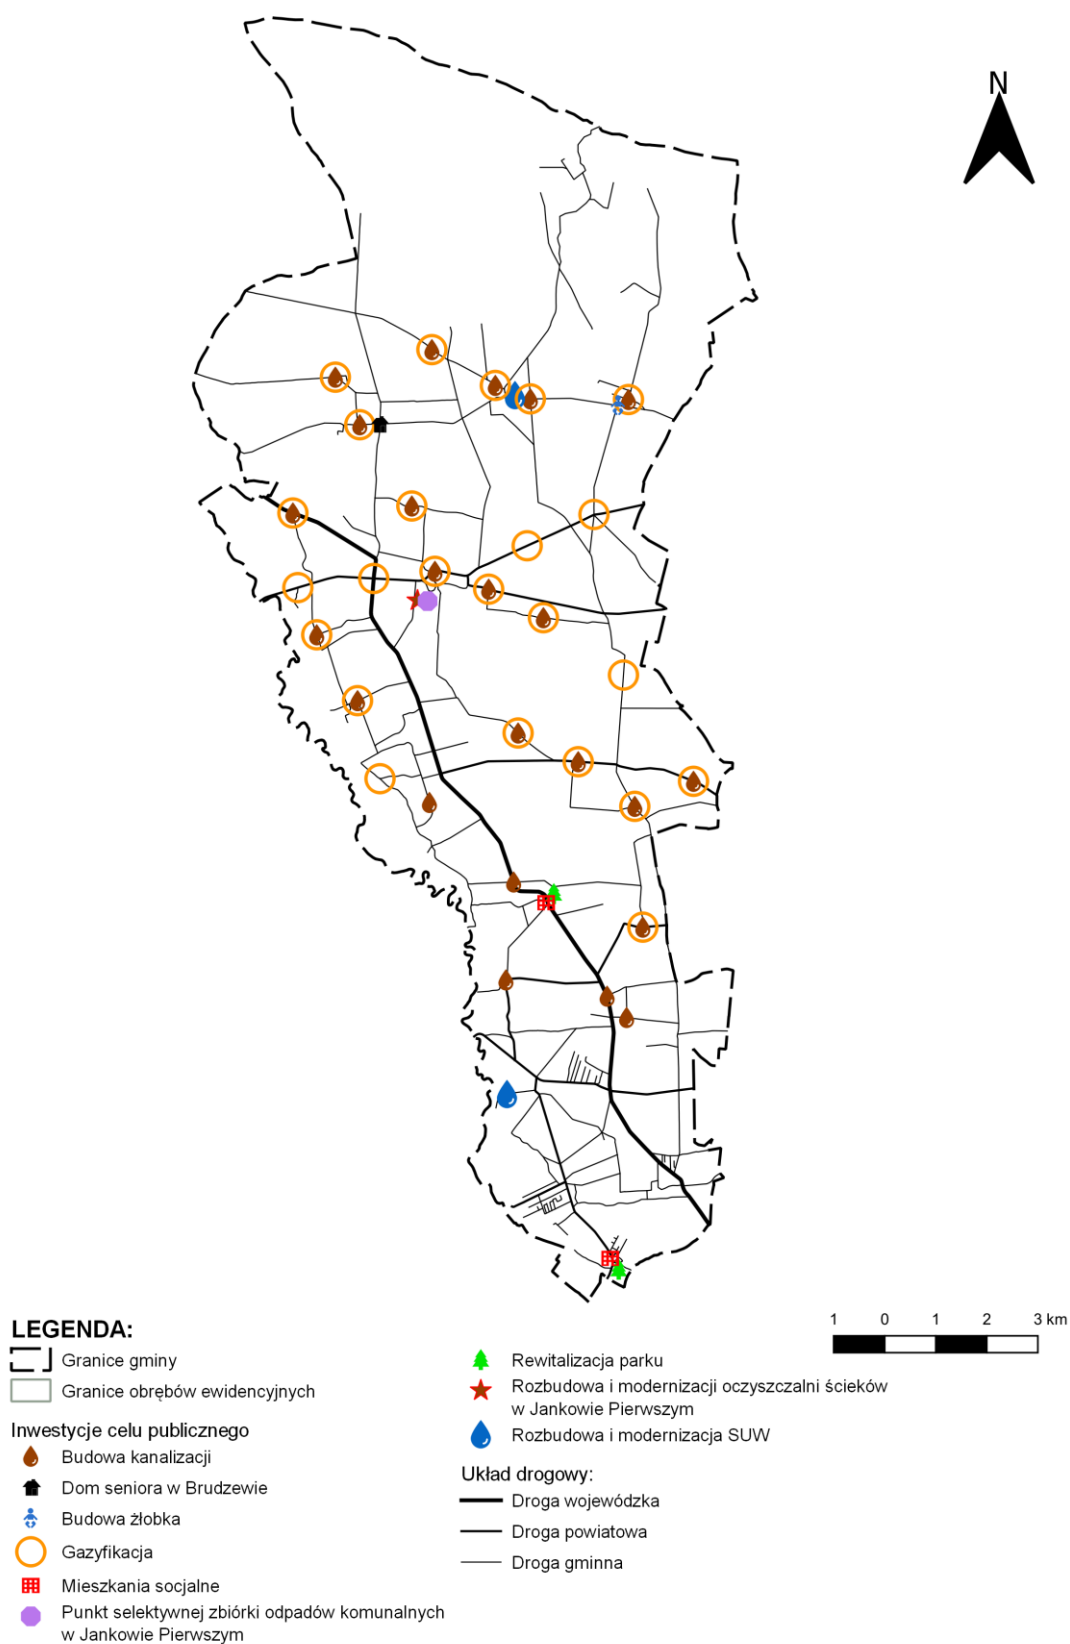 N
1 0 1 2 3 km
LEGENDA:
Granice gminy
Granice obrębów ewidencyjnych
Inwestycje celu publicznego
Budowa kanalizacji
Dom seniora w Brudzewie
Budowa żłobka
Gazyfikacja
Mieszkania socjalne
Punkt selektywnej zbiórki odpadów komunalnych
w Jankowie Pierwszym
Rewitalizacja parku
Rozbudowa i modernizacji oczyszczalni ścieków
w Jankowie Pierwszym
Rozbudowa i modernizacja SUW
Układ drogowy:
Droga wojewódzka
Droga powiatowa
Droga gminna